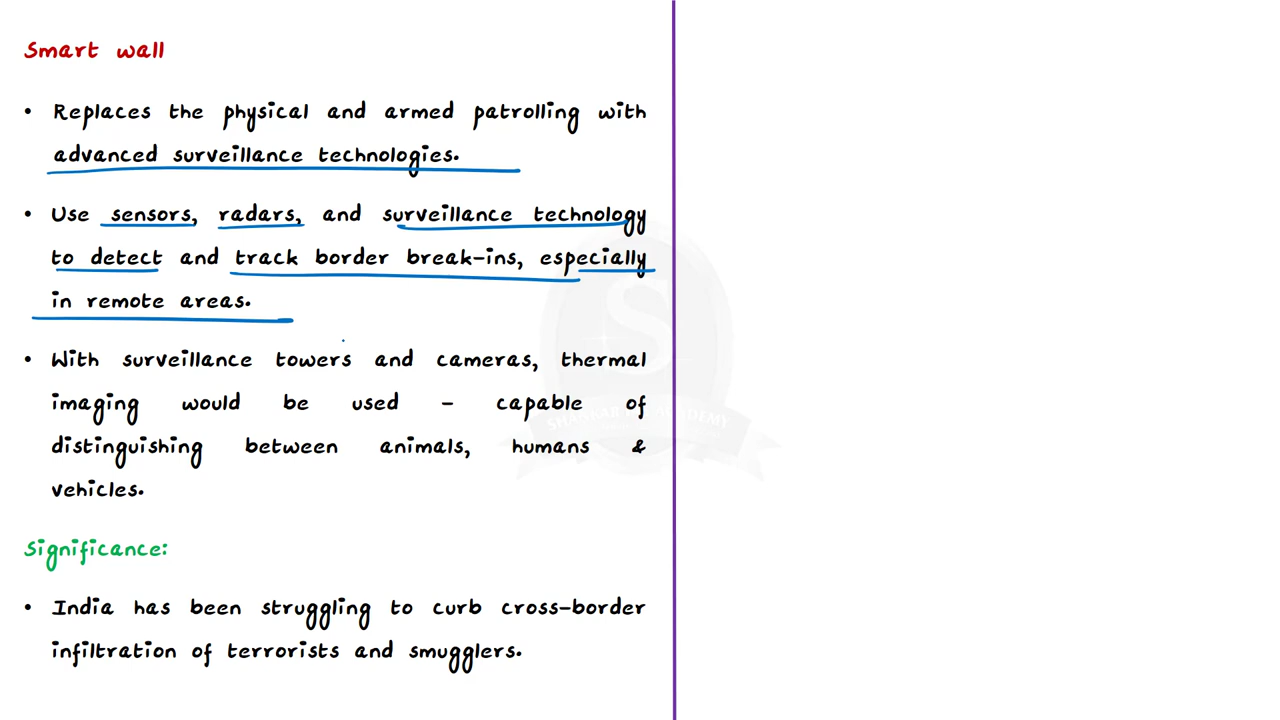 Smart wall
• Replaces the physical and armed patrolling with
advanced surveillance technologies.
• Use sensors, radars, and surveillance technology
to detect and track border break-ins, especially
in remote areas.
• With surveillance towers and cameras, thermal
imaging would be used – capable of
distinguishing between animals, humans &
vehicles.
Significance:
• India has been struggling to curb cross-border
infiltration of terrorists and smugglers.